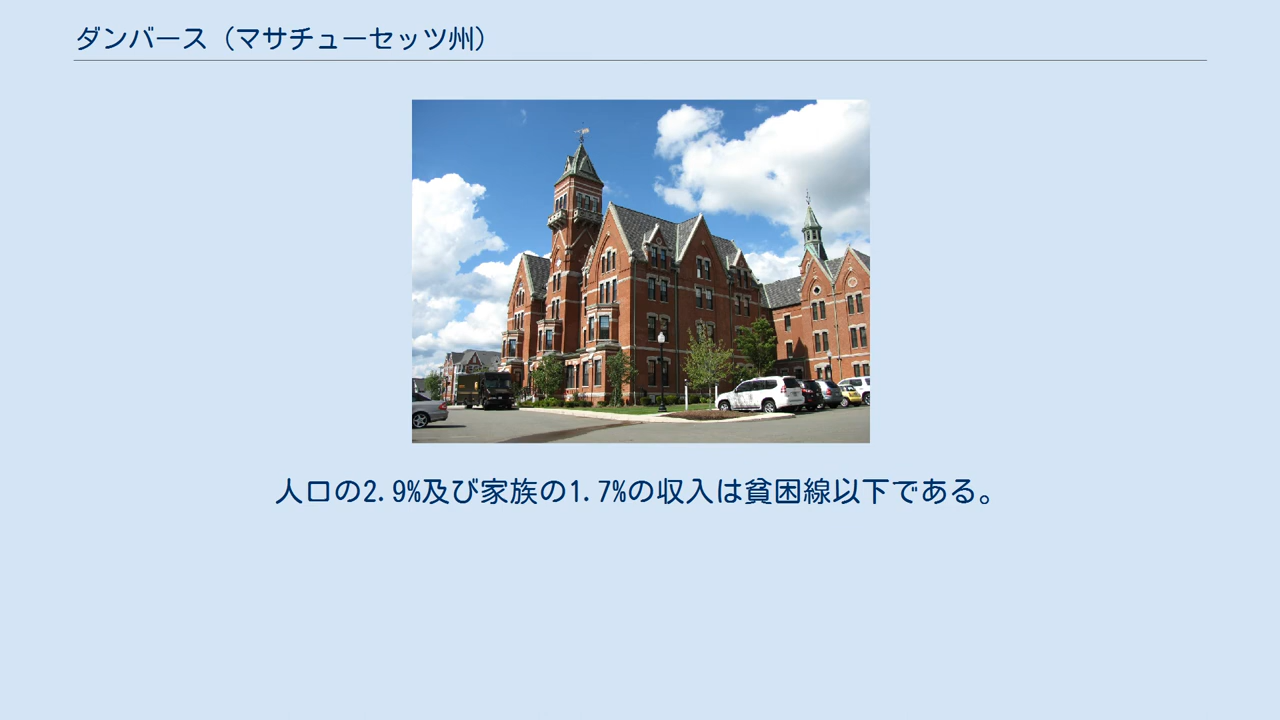 ダンバース（マサチューセッツ州）
人口の2.9%及び家族の1.7%の収入は貧困線以下である。